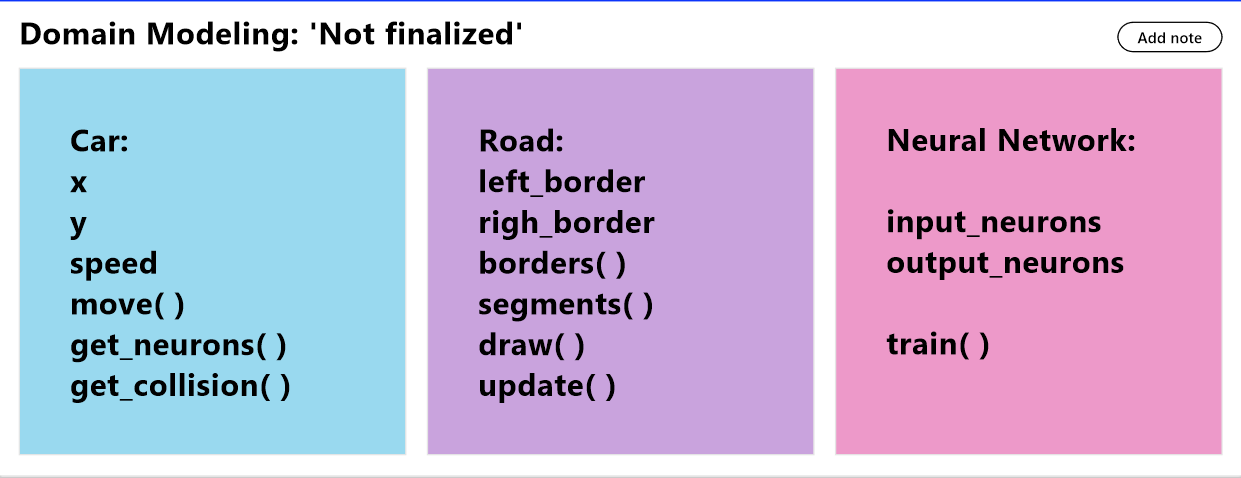 Domain Modeling: 'Not finalized'
Add note
Car:
x
y
speed
move( )
get_neurons( )
get_collision( )
Road:
left_border
righ_border
borders( )
segments( )
draw( )
update( )
Neural Network:
input_neurons
output_neurons
train( )